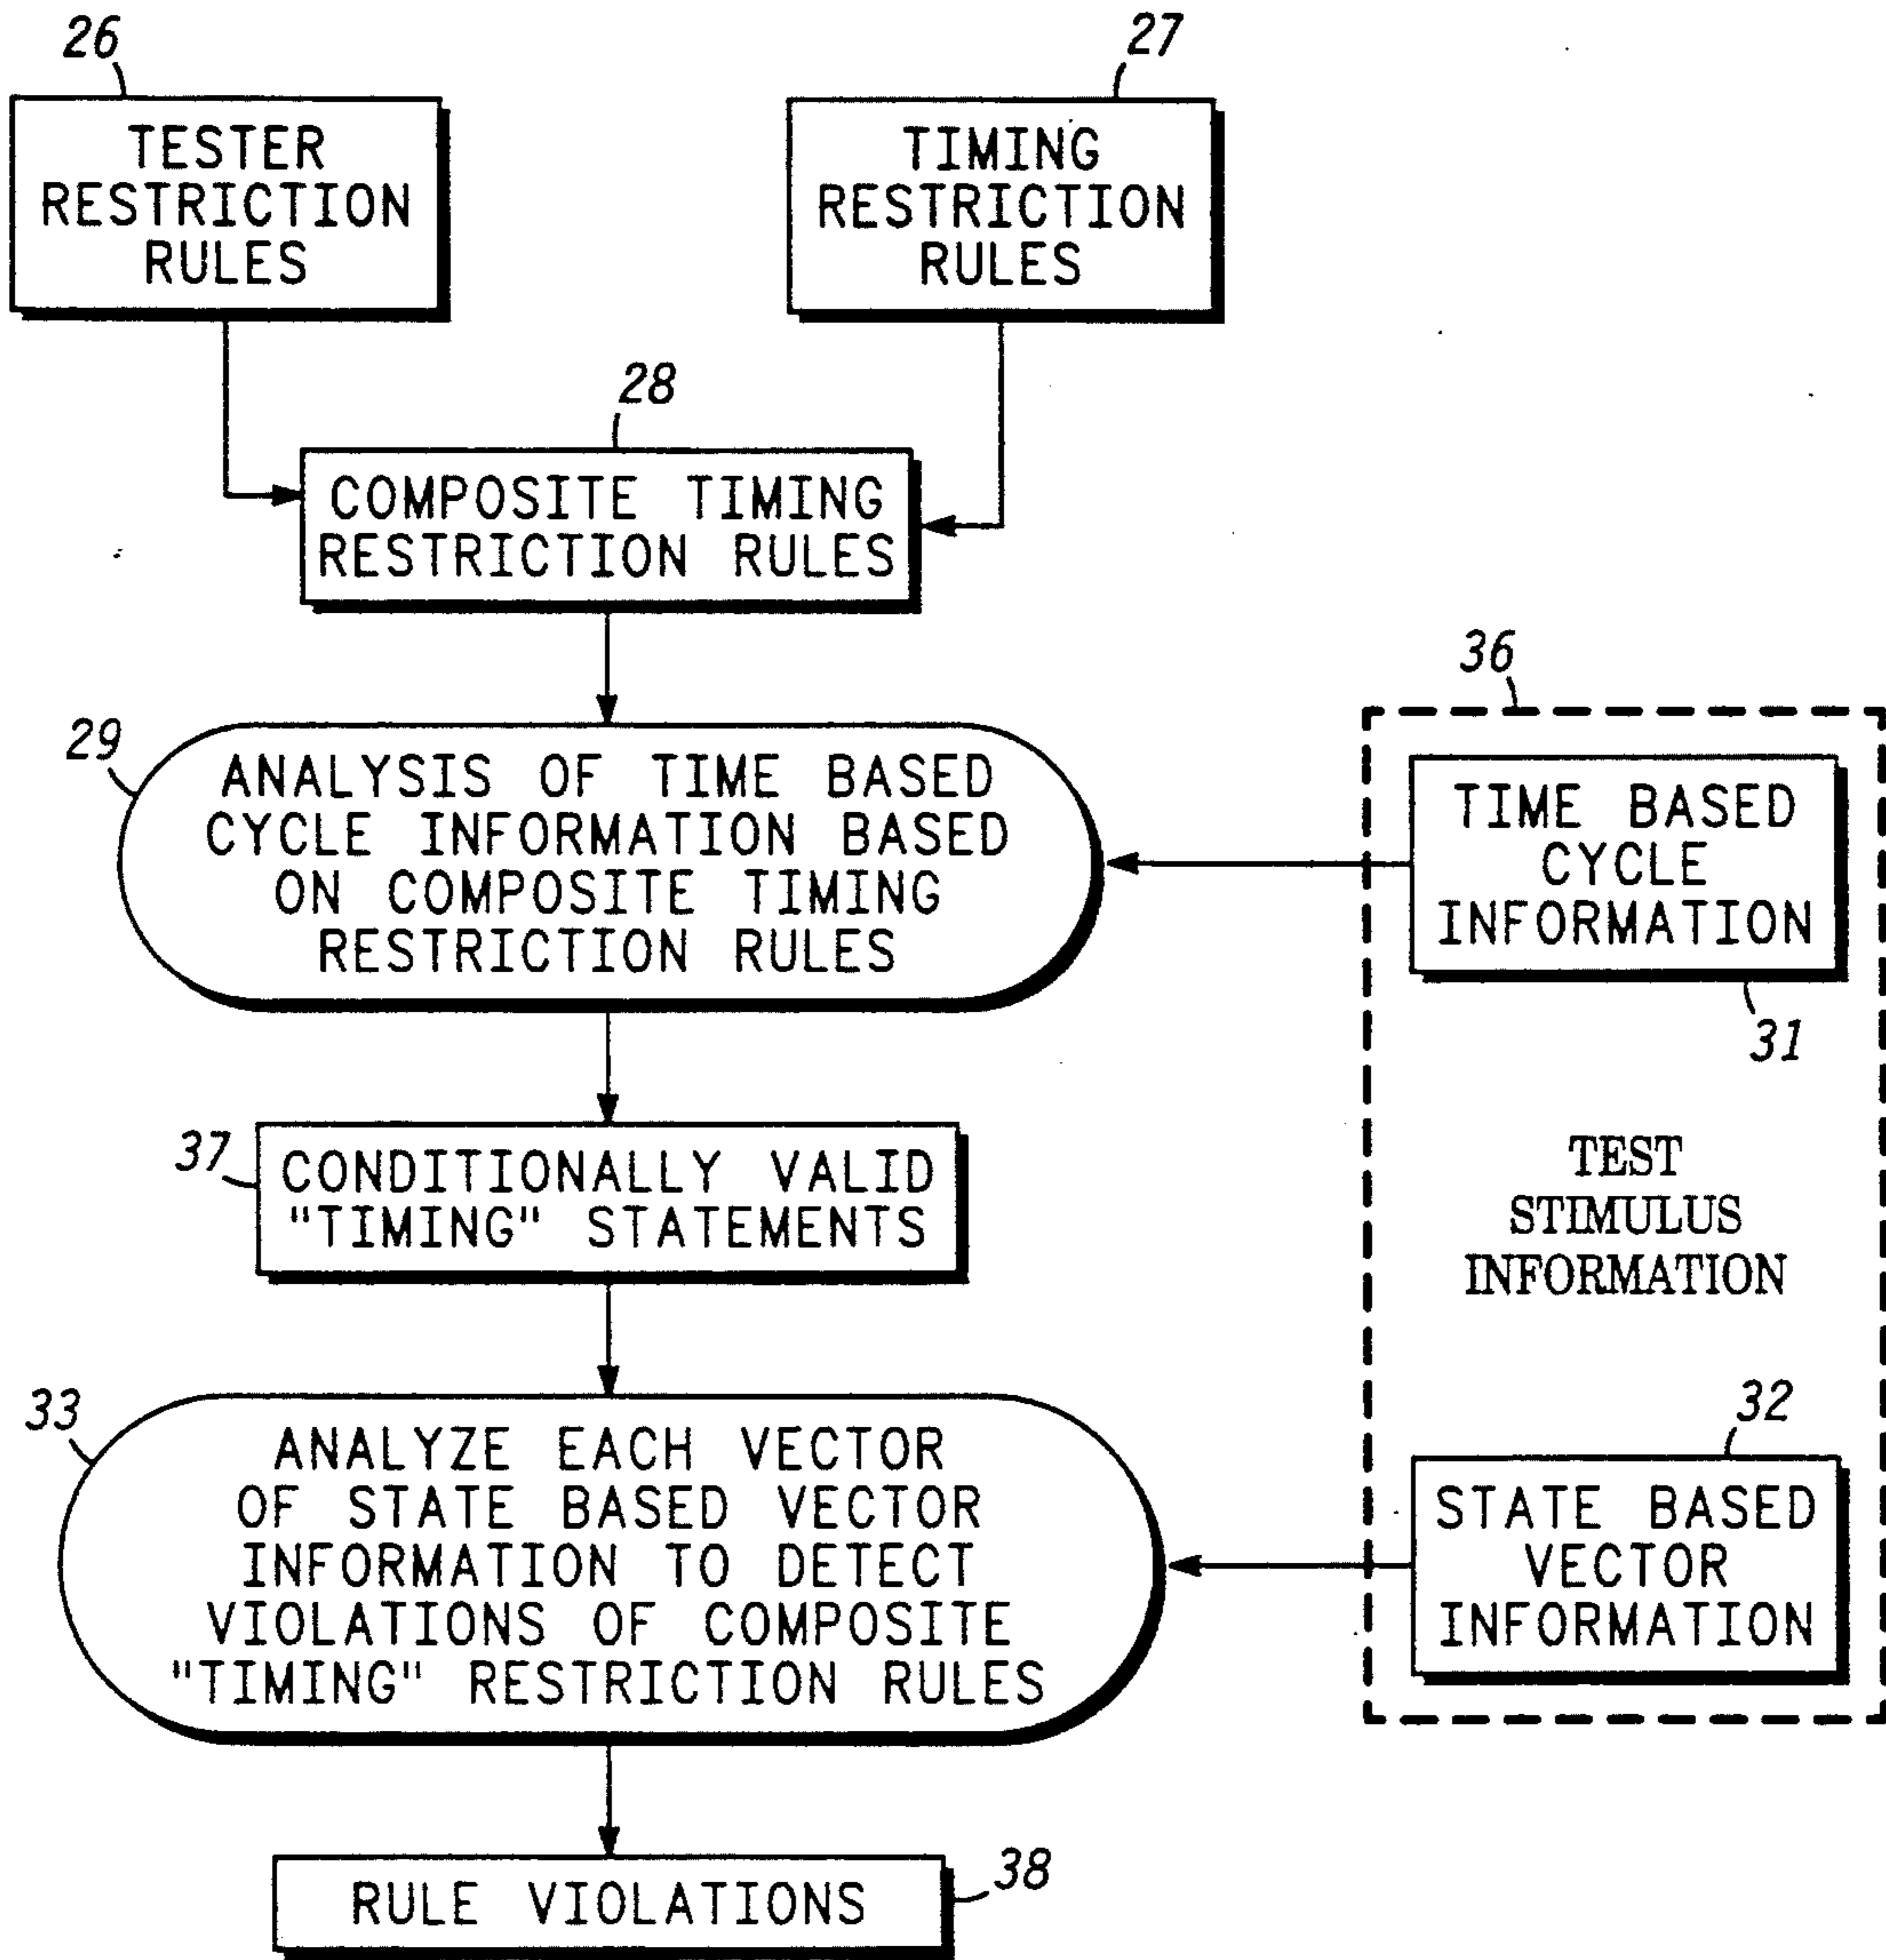 26
27
TESTER
RESTRICTION
RULES
TIMING
RESTRICTION
RULES
28
COMPOSITE TIMING
RESTRICTION RULES
29
ANALYSIS OF TIME BASED
CYCLE INFORMATION BASED
ON COMPOSITE TIMING
RESTRICTION RULES
36
TIME BASED
CYCLE
INFORMATION
31
37
CONDITIONALLY VALID
"TIMING" STATEMENTS
TEST
STIMULUS
INFORMATION
33
ANALYZE EACH VECTOR
OF STATE BASED VECTOR
INFORMATION TO DETECT
VIOLATIONS OF COMPOSITE
"TIMING" RESTRICTION RULES
32
STATE BASED
VECTOR
INFORMATION
RULE VIOLATIONS
38